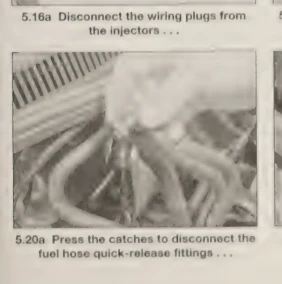 5.16a Disconnect the wiring plugs from
the injectors . . .
5.20a Press the catches to disconnect the
fuel hose quick-release fittings . . .